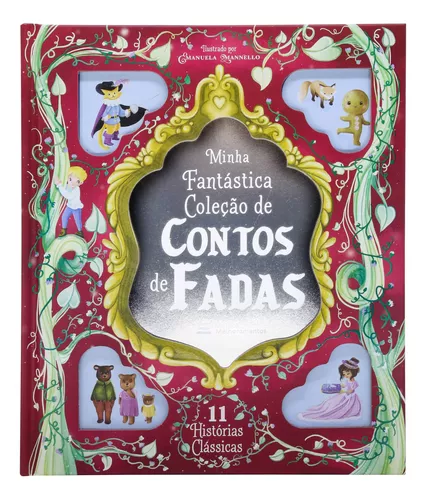 Ilustrado por
Emanuela Mannello
Minha
Fantástica
Coleção de
CONTOS
de FADAS
11
Histórias
Clássicas